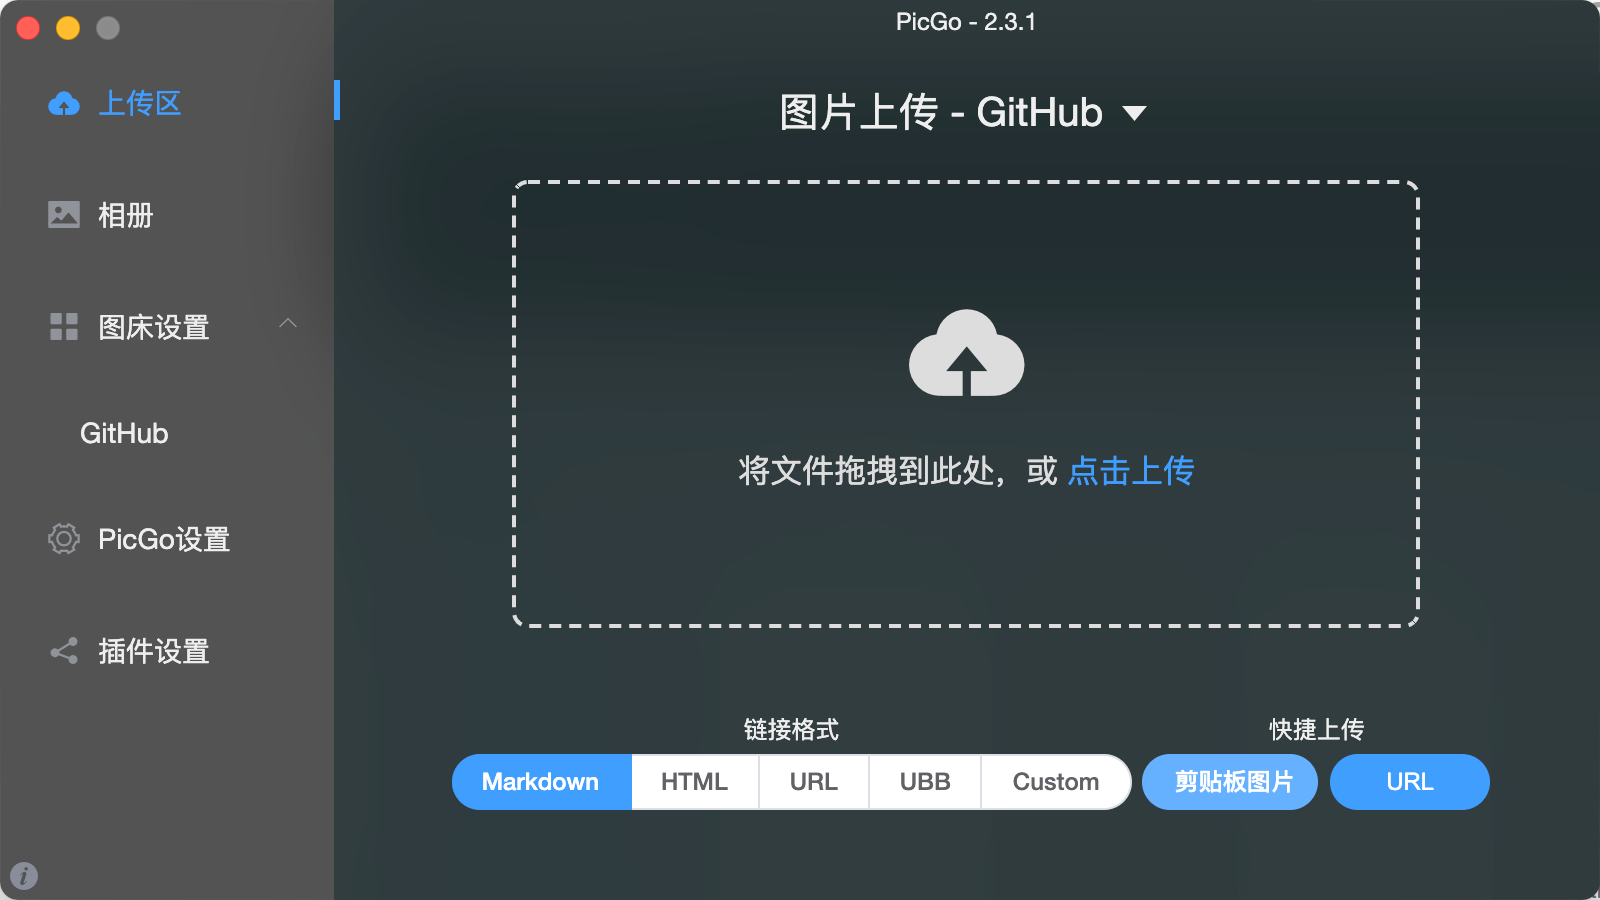 PicGo - 2.3.1
上传区
相册
图床设置
GitHub
PicGo设置
插件设置
图片上传 - GitHub
将文件拖拽到此处，或 点击上传
链接格式
Markdown HTML URL UBB Custom
快捷上传
剪贴板图片 URL
i